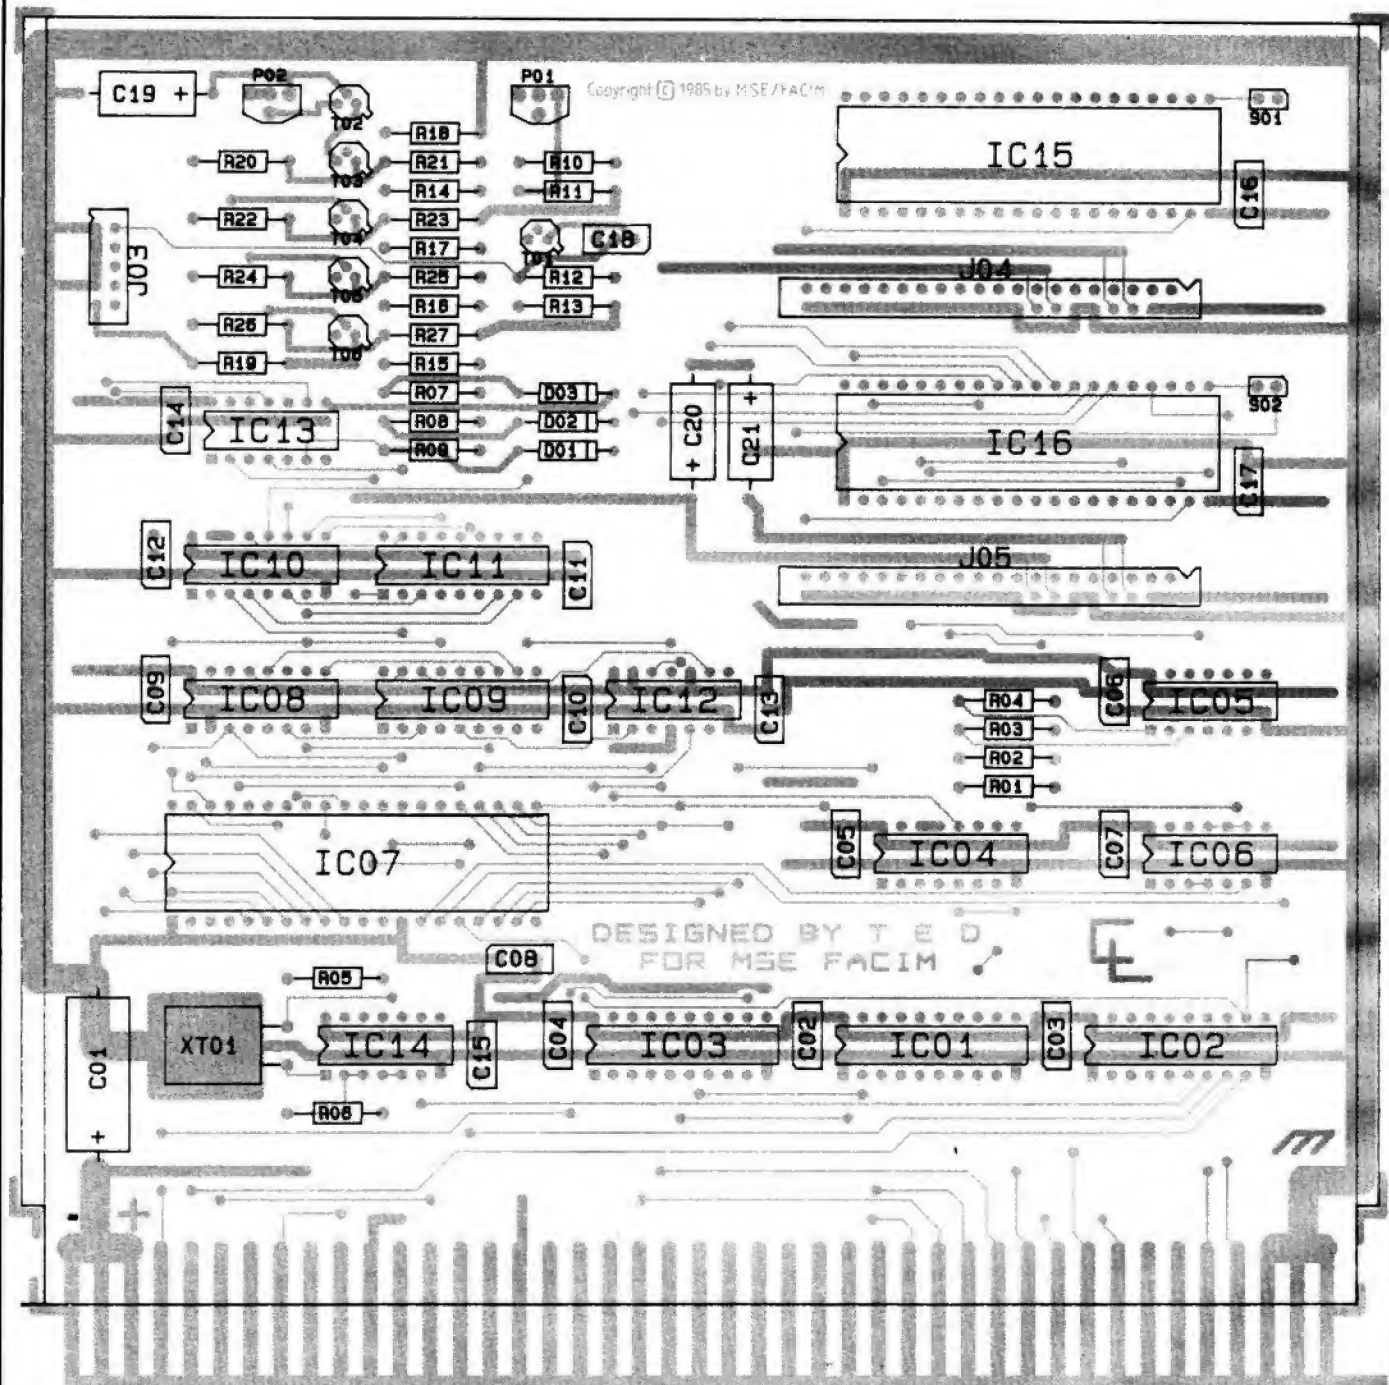 P02
P01
Copyright (C) 1985 by MSE/FACIM
C19 +
T02
R18
S01
R20
T03
R21
R10
IC15
R14
R11
C16
R22
T04
R23
C18
J03
R17
T01
R24
T05
R25
R12
J04
R16
R13
R26
T06
R27
R19
R15
R07
D03
S02
C14
IC13
R08
D02
+ C20
C21 +
IC16
R09
D01
C17
C12
IC10
IC11
C11
J05
C09
IC08
IC09
C10
IC12
C13
C06
IC05
R04
R03
R02
R01
IC07
C05
IC04
C07
IC06
DESIGNED BY T E D
FOR MSE FACIM
C08
R05
C01
+
XT01
IC14
C15
C04
IC03
C02
IC01
C03
IC02
R06
+